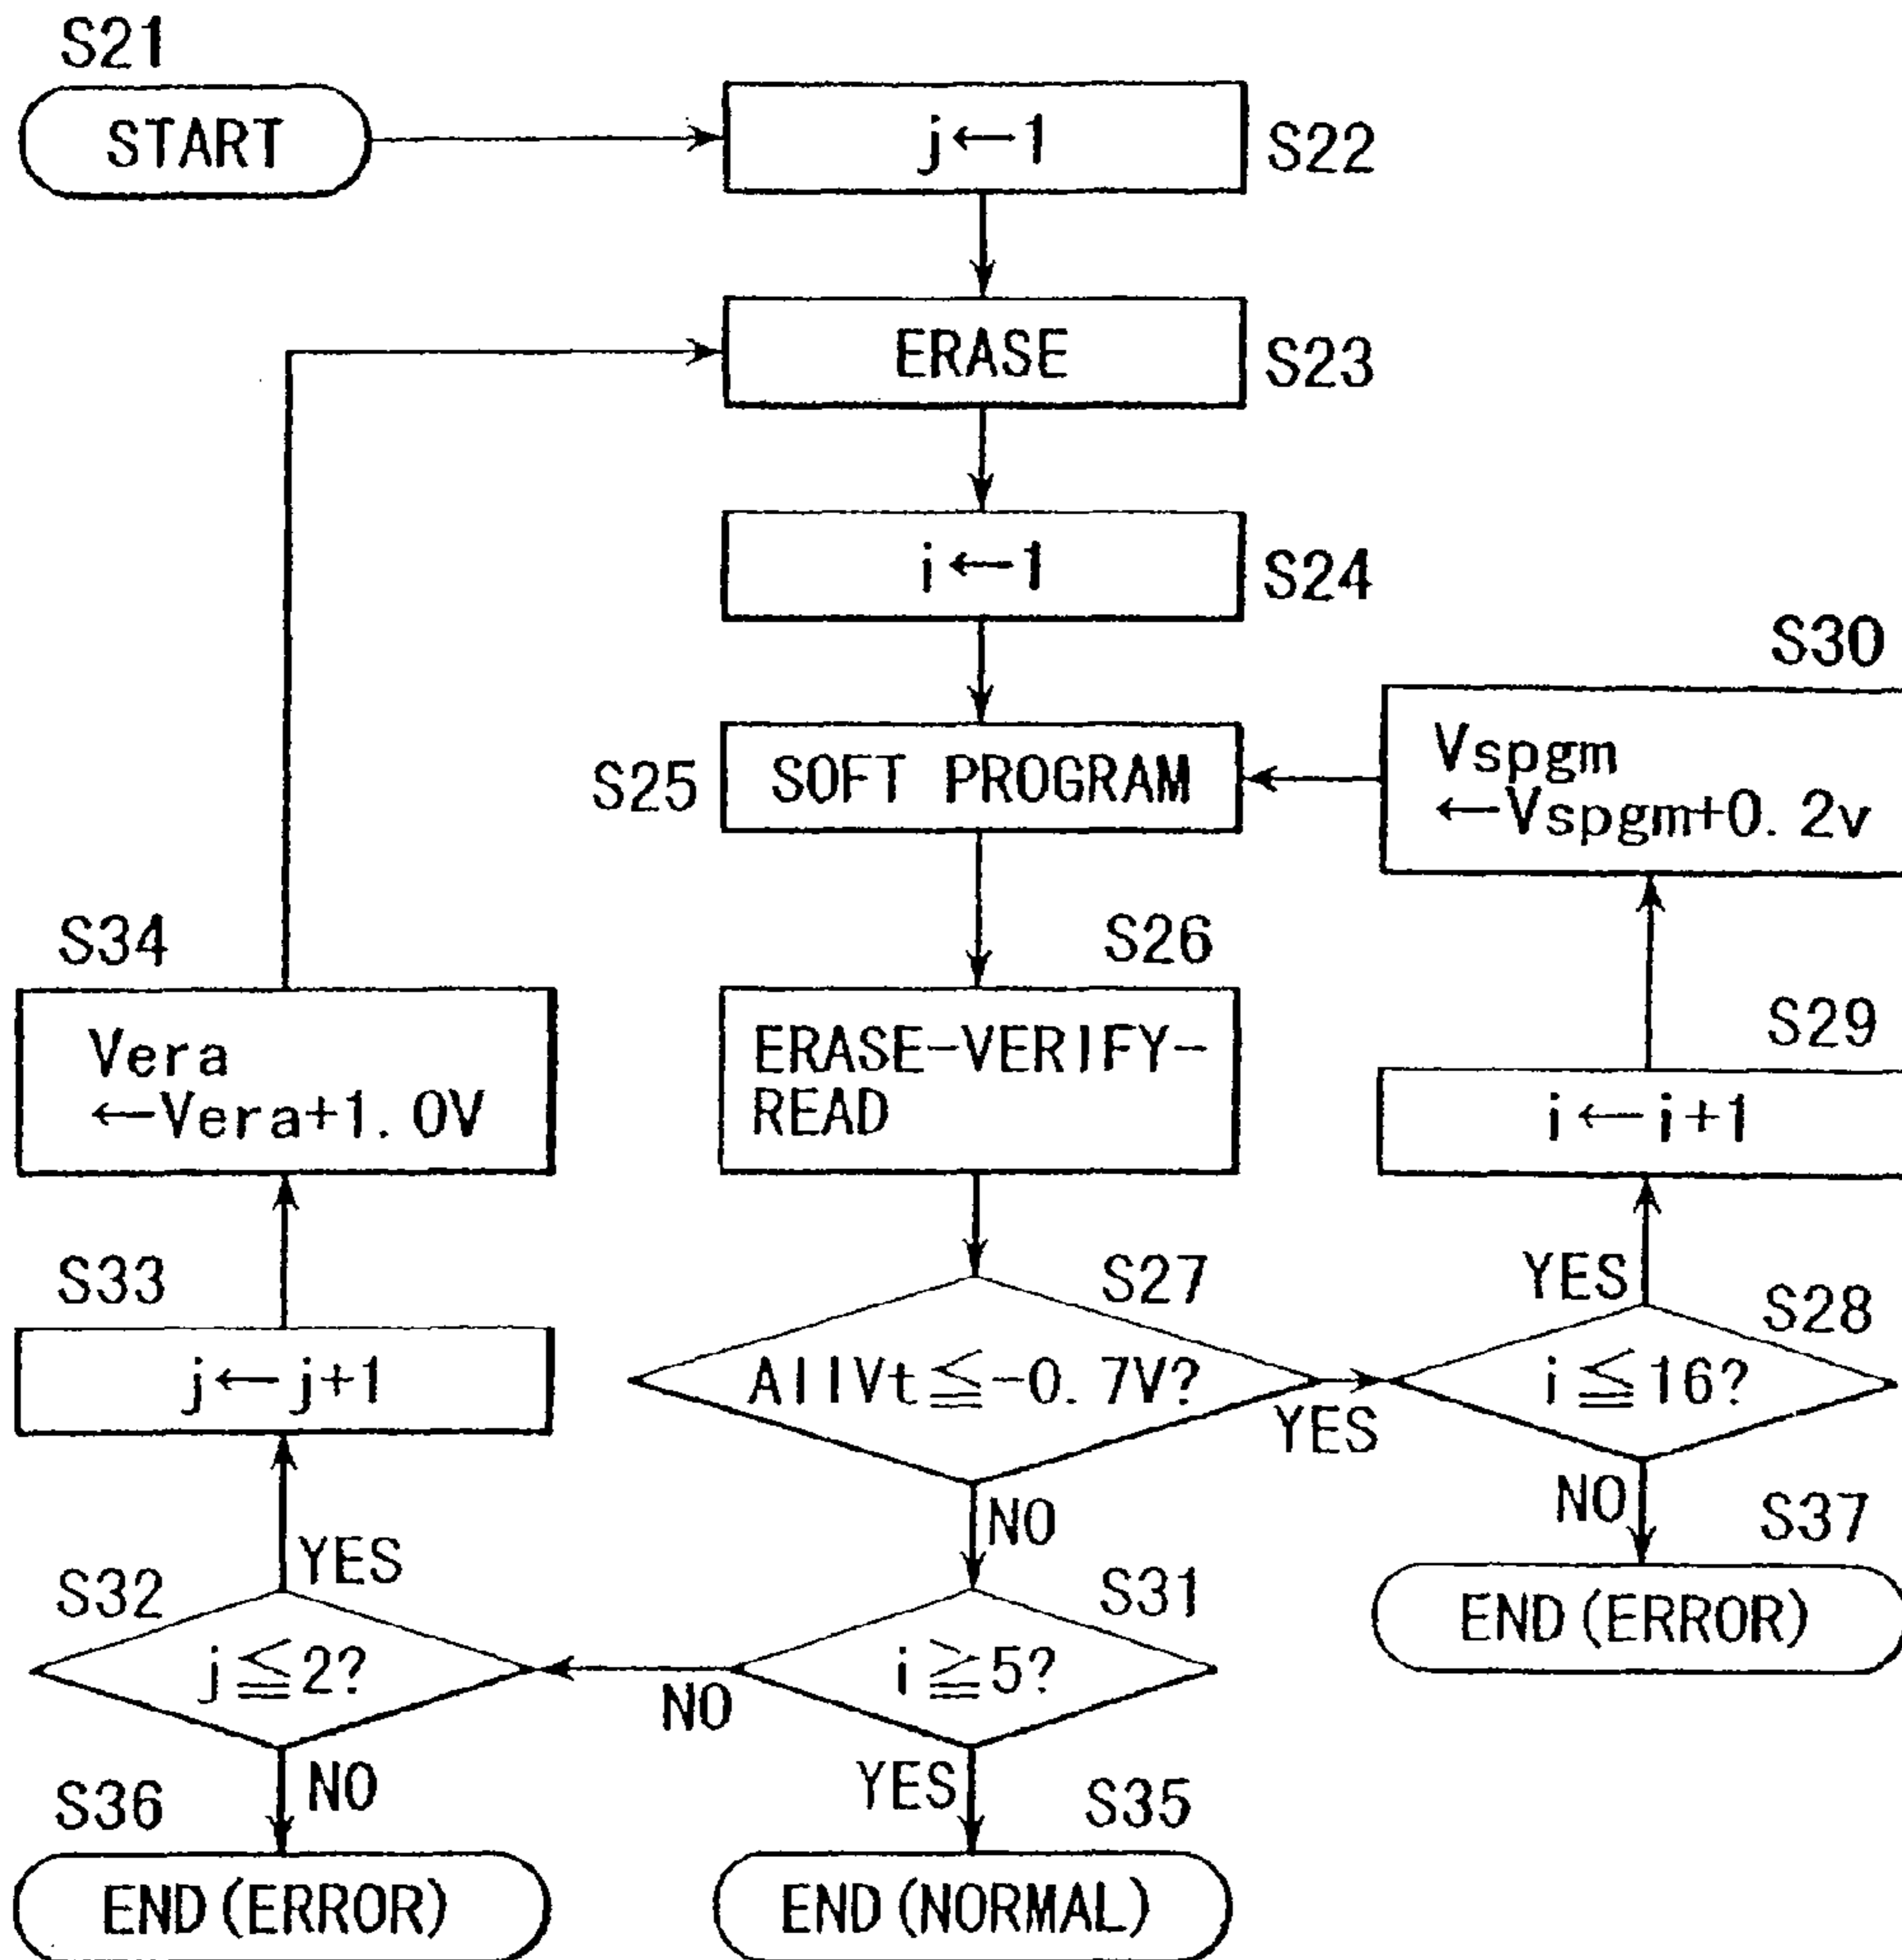 S21
START
j←1
S22
ERASE
S23
i←1
S24
S30
Vspgm
←Vspgm+0.2v
S25
SOFT PROGRAM
S34
S26
Vera
←Vera+1.0V
ERASE-VERIFY-
READ
S29
i←i+1
S33
S27
YES
S28
j←j+1
AllVt≦-0.7V?
YES
i≦16?
NO
NO
S37
END(ERROR)
YES
S32
S31
j≦2?
NO
i≧5?
NO
YES
S36
S35
END(ERROR)
END(NORMAL)